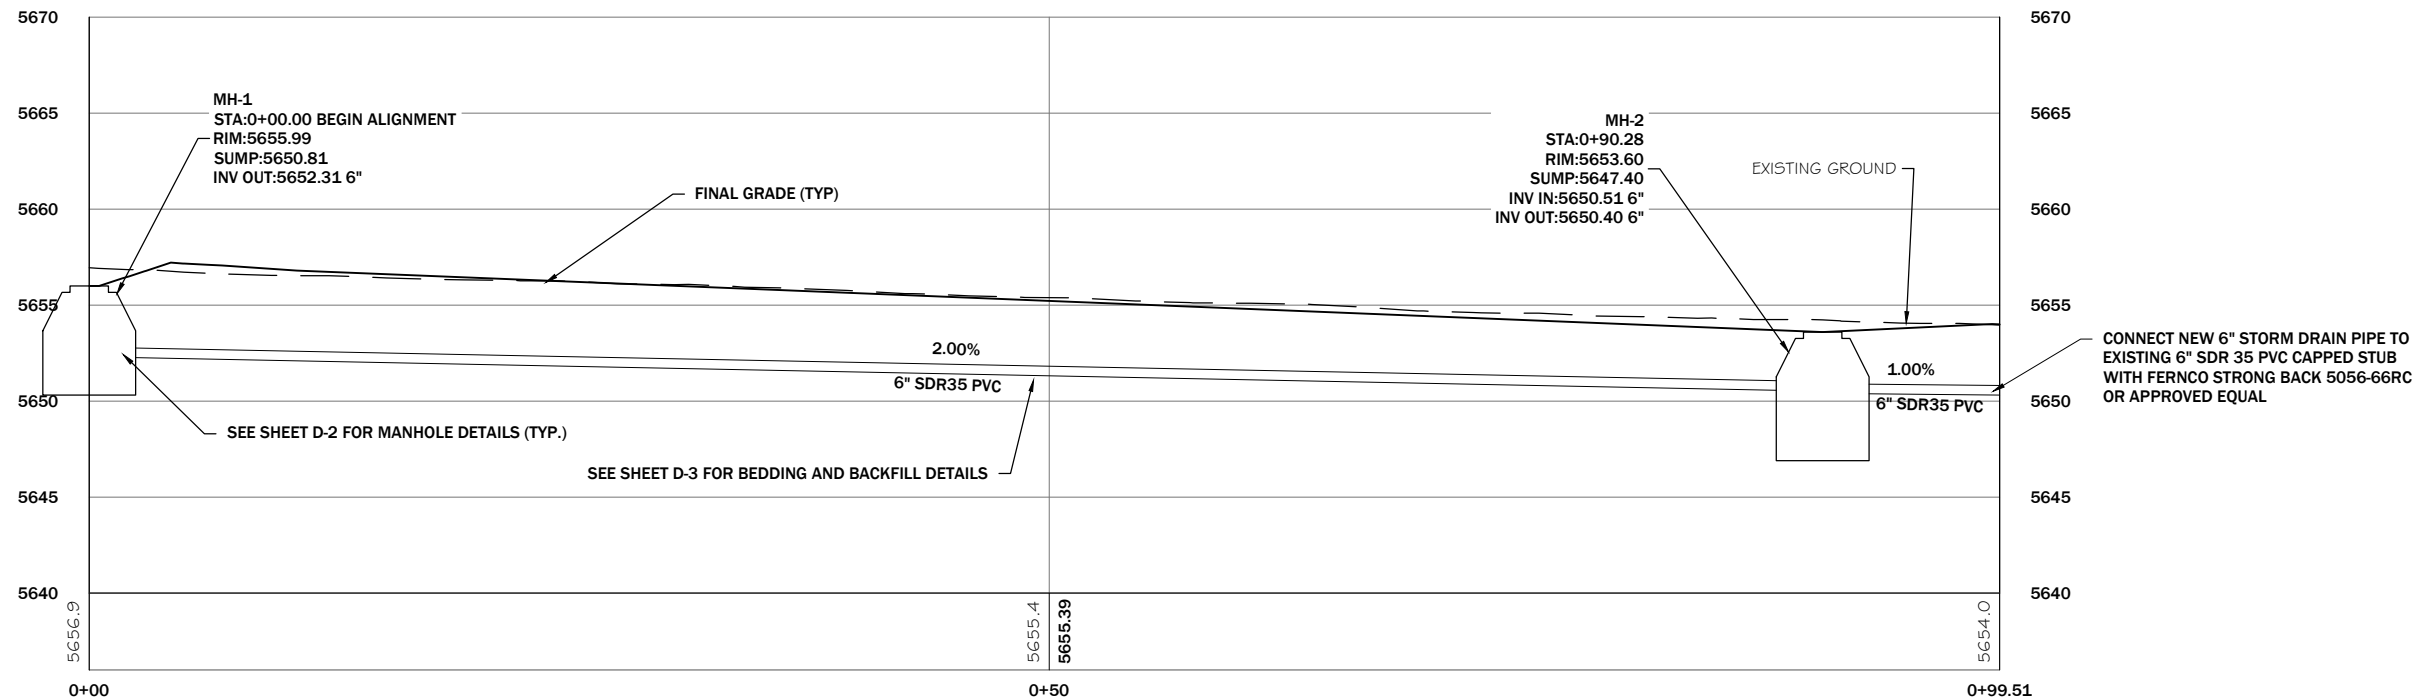 5670
5670
MH-1
STA:0+00.00 BEGIN ALIGNMENT
RIM:5655.99
SUMP:5650.81
INV OUT:5652.31 6"
5665
5665
MH-2
STA:0+90.28
RIM:5653.60
SUMP:5647.40
INV IN:5650.51 6"
INV OUT:5650.40 6"
EXISTING GROUND
FINAL GRADE (TYP)
5660
5660
5655
5655
2.00%
6" SDR35 PVC
1.00%
6" SDR35 PVC
CONNECT NEW 6" STORM DRAIN PIPE TO
EXISTING 6" SDR 35 PVC CAPPED STUB
WITH FERNCO STRONG BACK 5056-66RC
OR APPROVED EQUAL
5650
5650
SEE SHEET D-2 FOR MANHOLE DETAILS (TYP.)
SEE SHEET D-3 FOR BEDDING AND BACKFILL DETAILS
5645
5645
5640
5640
5656.9
5655.4
5655.39
5654.0
0+00
0+50
0+99.51